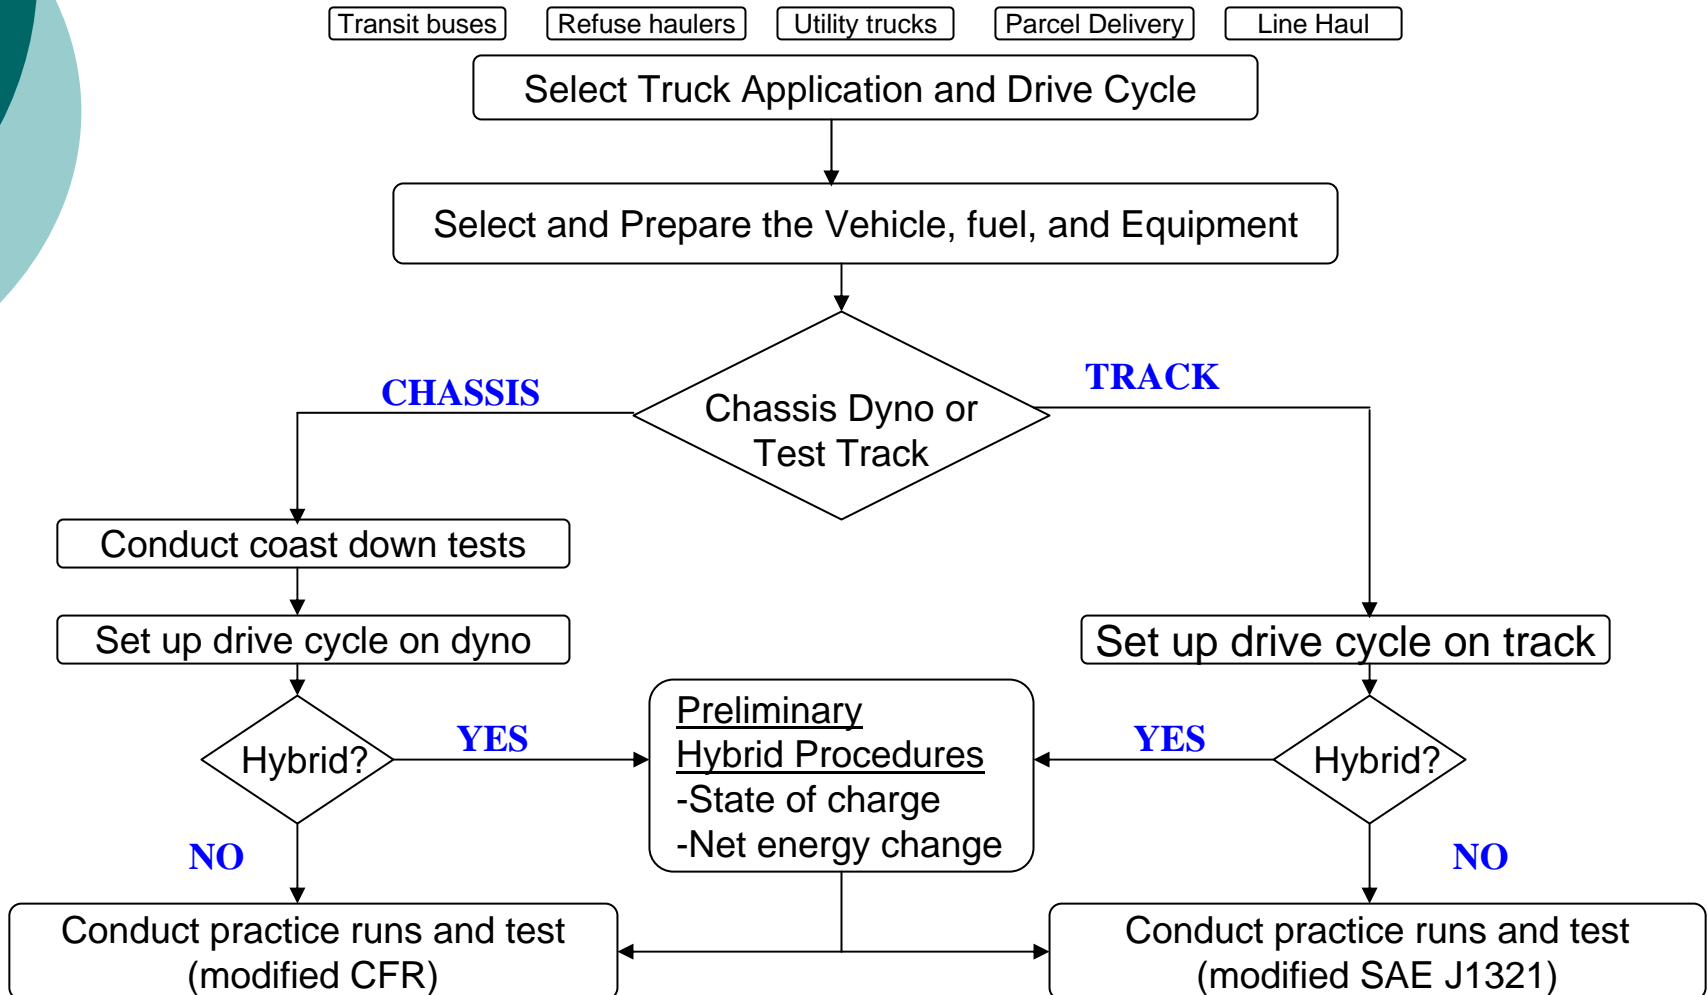 Transit buses
Refuse haulers
Utility trucks
Parcel Delivery
Line Haul
Select Truck Application and Drive Cycle
Select and Prepare the Vehicle, fuel, and Equipment
CHASSIS
TRACK
Chassis Dyno or
Test Track
Conduct coast down tests
Set up drive cycle on dyno
Set up drive cycle on track
Hybrid?
YES
Preliminary
Hybrid Procedures
-State of charge
-Net energy change
YES
Hybrid?
NO
NO
Conduct practice runs and test
(modified CFR)
Conduct practice runs and test
(modified SAE J1321)